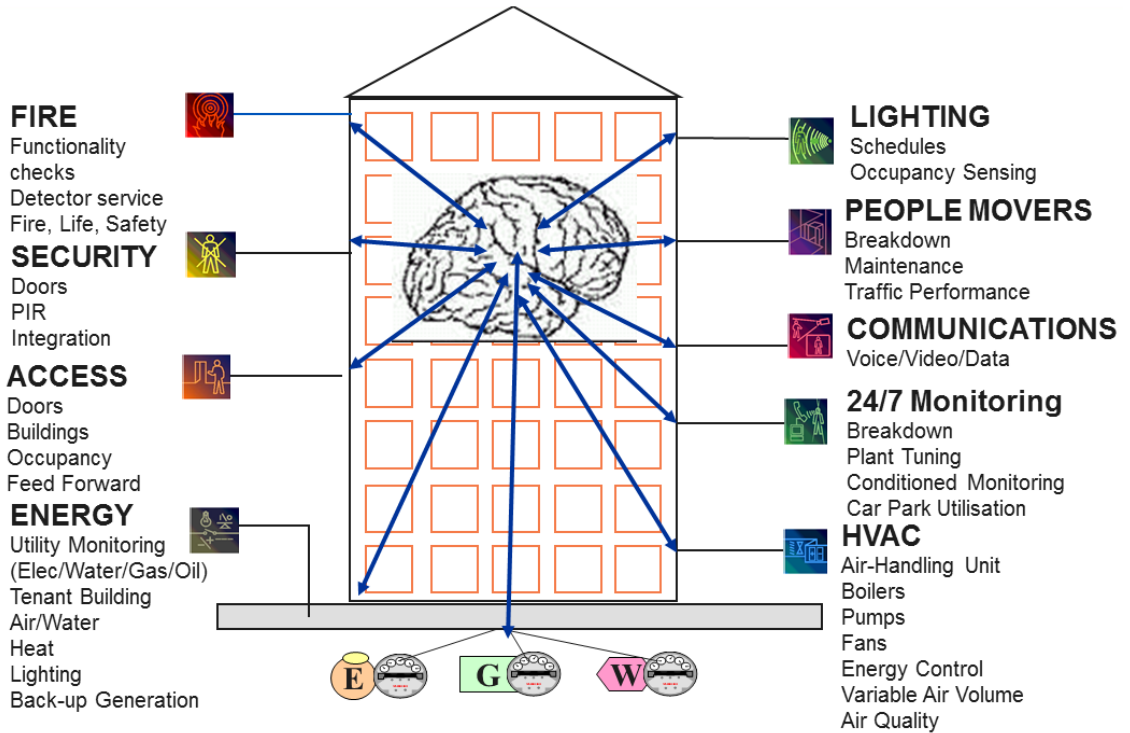 FIRE
Functionality
checks
Detector service
Fire, Life, Safety
SECURITY
Doors
PIR
Integration
ACCESS
Doors
Buildings
Occupancy
Feed Forward
ENERGY
Utility Monitoring
(Elec/Water/Gas/Oil)
Tenant Building
Air/Water
Heat
Lighting
Back-up Generation
LIGHTING
Schedules
Occupancy Sensing
PEOPLE MOVERS
Breakdown
Maintenance
Traffic Performance
COMMUNICATIONS
Voice/Video/Data
24/7 Monitoring
Breakdown
Plant Tuning
Conditioned Monitoring
Car Park Utilisation
HVAC
Air-Handling Unit
Boilers
Pumps
Fans
Energy Control
Variable Air Volume
Air Quality
E
G
W